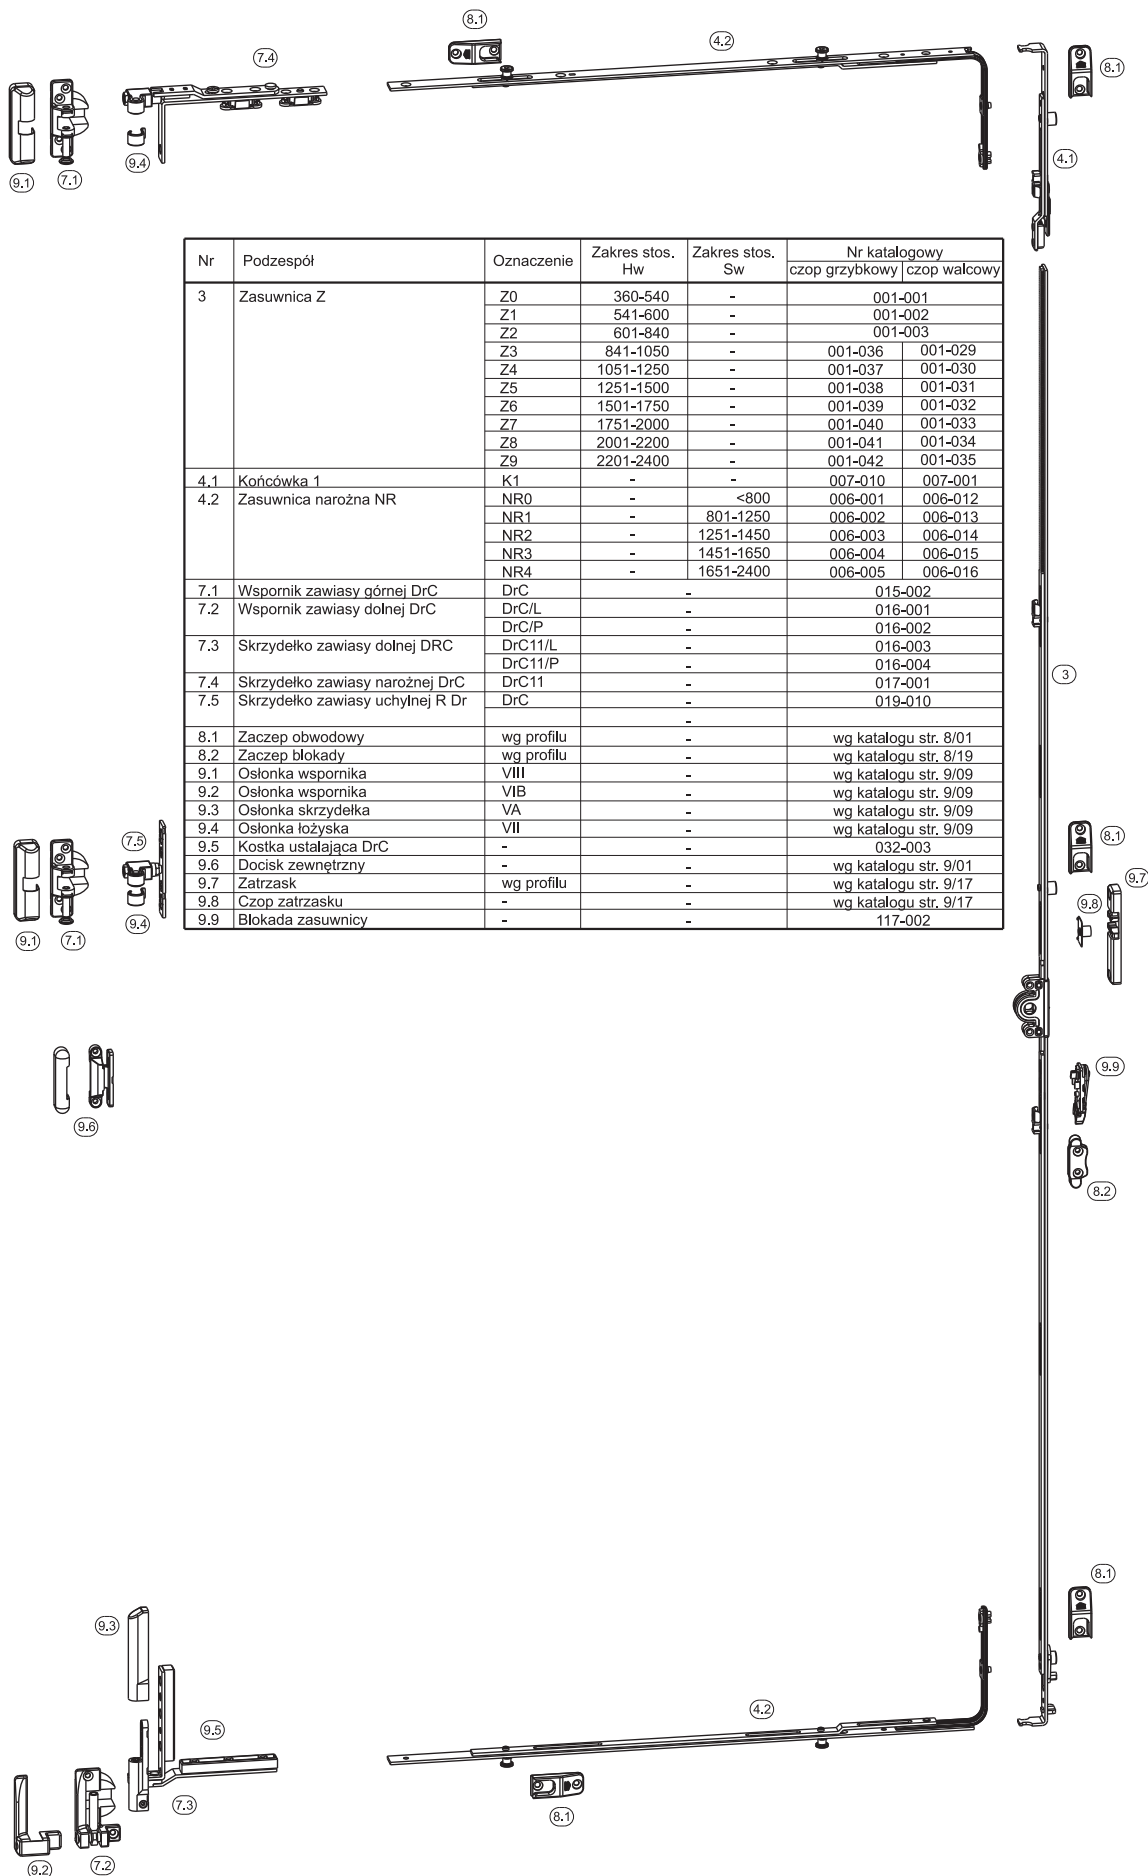 8.1
4.2
7.4
8.1
9.4
4.1
9.1
7.1
Nr Podzespół Oznaczenie Zakres stos. Hw Zakres stos. Sw Nr katalogowy
czop grzybkowy czop walcowy
3 Zasuwnica Z Z0 360-540 - 001-001
Z1 541-600 - 001-002
Z2 601-840 - 001-003
Z3 841-1050 - 001-036 001-029
Z4 1051-1250 - 001-037 001-030
Z5 1251-1500 - 001-038 001-031
Z6 1501-1750 - 001-039 001-032
Z7 1751-2000 - 001-040 001-033
Z8 2001-2200 - 001-041 001-034
Z9 2201-2400 - 001-042 001-035
4.1 Końcówka 1 K1 - - 007-010 007-001
4.2 Zasuwnica narożna NR NR0 - <800 006-001 006-012
NR1 - 801-1250 006-002 006-013
NR2 - 1251-1450 006-003 006-014
NR3 - 1451-1650 006-004 006-015
NR4 - 1651-2400 006-005 006-016
7.1 Wspornik zawiasy górnej DrC DrC - 015-002
7.2 Wspornik zawiasy dolnej DrC DrC/L - 016-001
DrC/P - 016-002
7.3 Skrzydełko zawiasy dolnej DRC DrC11/L - 016-003
DrC11/P - 016-004
7.4 Skrzydełko zawiasy narożnej DrC DrC11 - 017-001
7.5 Skrzydełko zawiasy uchylnej R Dr DrC - 019-010
-
8.1 Zaczep obwodowy wg profilu - wg katalogu str. 8/01
8.2 Zaczep blokady wg profilu - wg katalogu str. 8/19
9.1 Osłonka wspornika VIII - wg katalogu str. 9/09
9.2 Osłonka wspornika VIB - wg katalogu str. 9/09
9.3 Osłonka skrzydełka VA - wg katalogu str. 9/09
9.4 Osłonka łożyska VII - wg katalogu str. 9/09
9.5 Kostka ustalająca DrC - - 032-003
9.6 Docisk zewnętrzny - - wg katalogu str. 9/01
9.7 Zatrzask wg profilu - wg katalogu str. 9/17
9.8 Czop zatrzasku - - wg katalogu str. 9/17
9.9 Blokada zasuwnicy - - 117-002
3
7.5
8.1
9.7
9.8
9.1
7.1
9.4
9.9
9.6
8.2
8.1
9.3
4.2
9.5
7.3
8.1
9.2
7.2